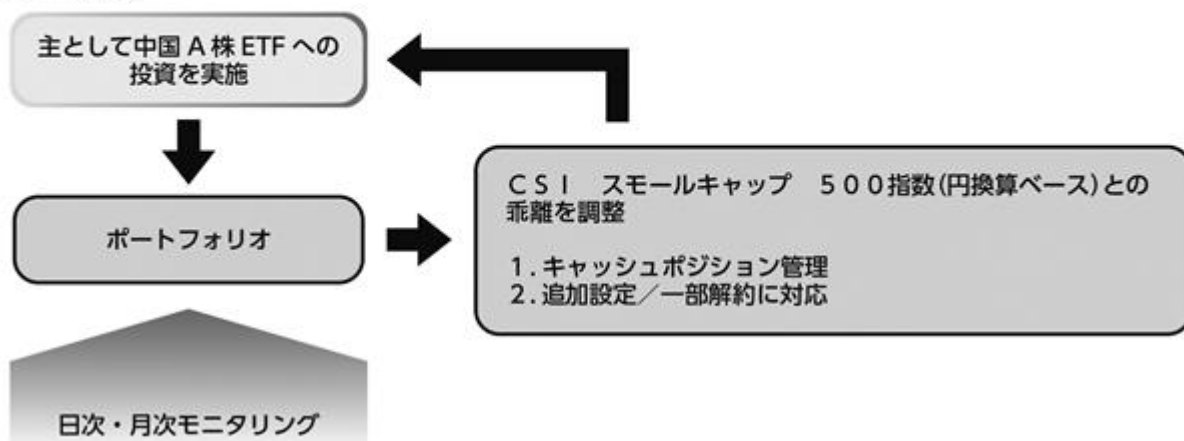 主として中国 A 株 ETF への
投資を実施
ポートフォリオ
CSI スモールキャップ 500指数(円換算ベース)との
乖離を調整
1.キャッシュポジション管理
2.追加設定/一部解約に対応
日次・月次モニタリング